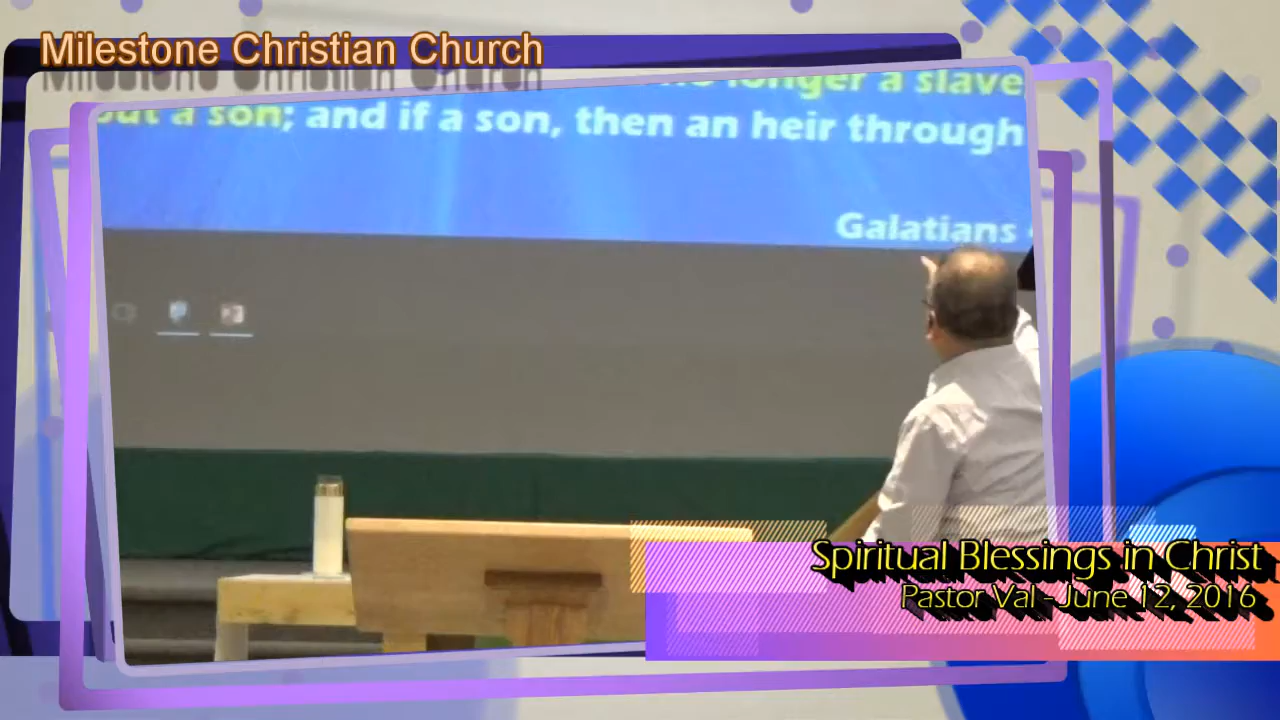 Milestone Christian Church
longer a slave
but a son; and if a son, then an heir through
Galatians
Spiritual Blessings in Christ
Pastor Val - June 12, 2016